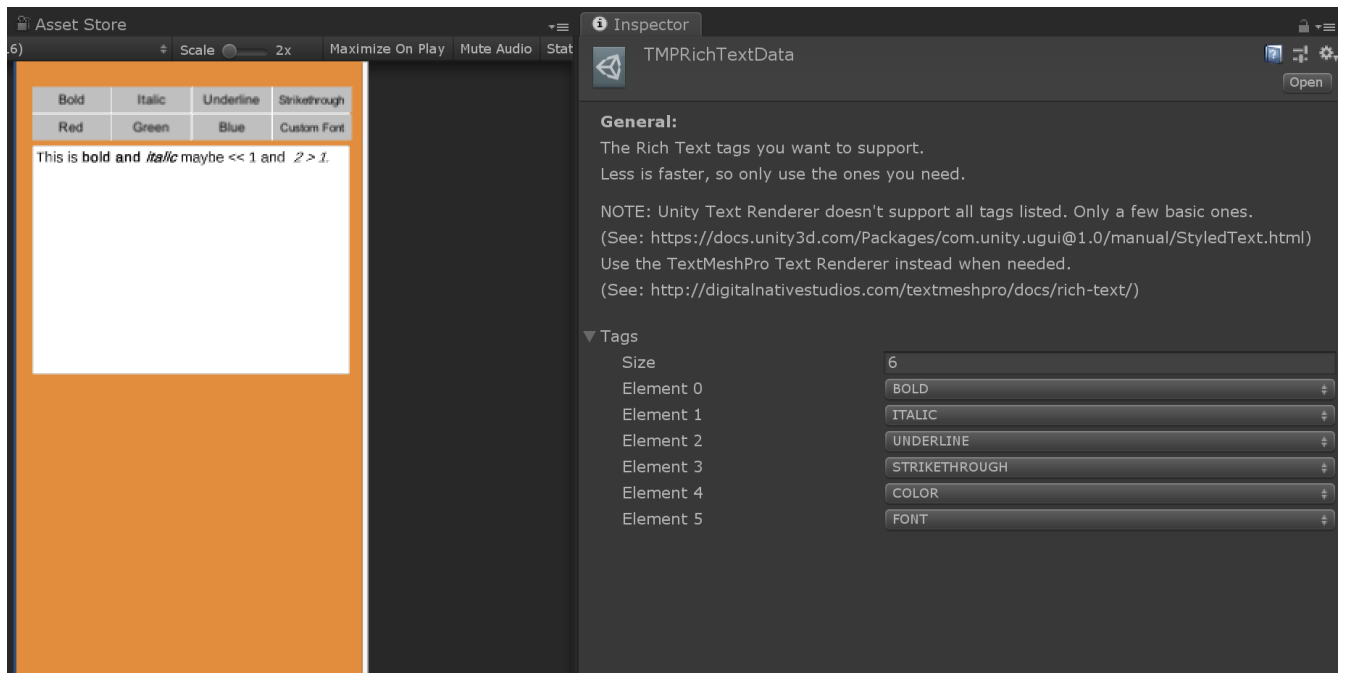 Asset Store
.6)
Scale 2x Maximize On Play Mute Audio Stat
Bold Italic Underline Strikethrough
Red Green Blue Custom Font
This is bold and italic maybe << 1 and 2 > 1.
Inspector
TMPRichTextData
Open
General:
The Rich Text tags you want to support.
Less is faster, so only use the ones you need.
NOTE: Unity Text Renderer doesn't support all tags listed. Only a few basic ones.
(See: https://docs.unity3d.com/Packages/com.unity.ugui@1.0/manual/StyledText.html)
Use the TextMeshPro Text Renderer instead when needed.
(See: http://digitalnativestudios.com/textmeshpro/docs/rich-text/)
Tags
Size 6
Element 0 BOLD
Element 1 ITALIC
Element 2 UNDERLINE
Element 3 STRIKETHROUGH
Element 4 COLOR
Element 5 FONT